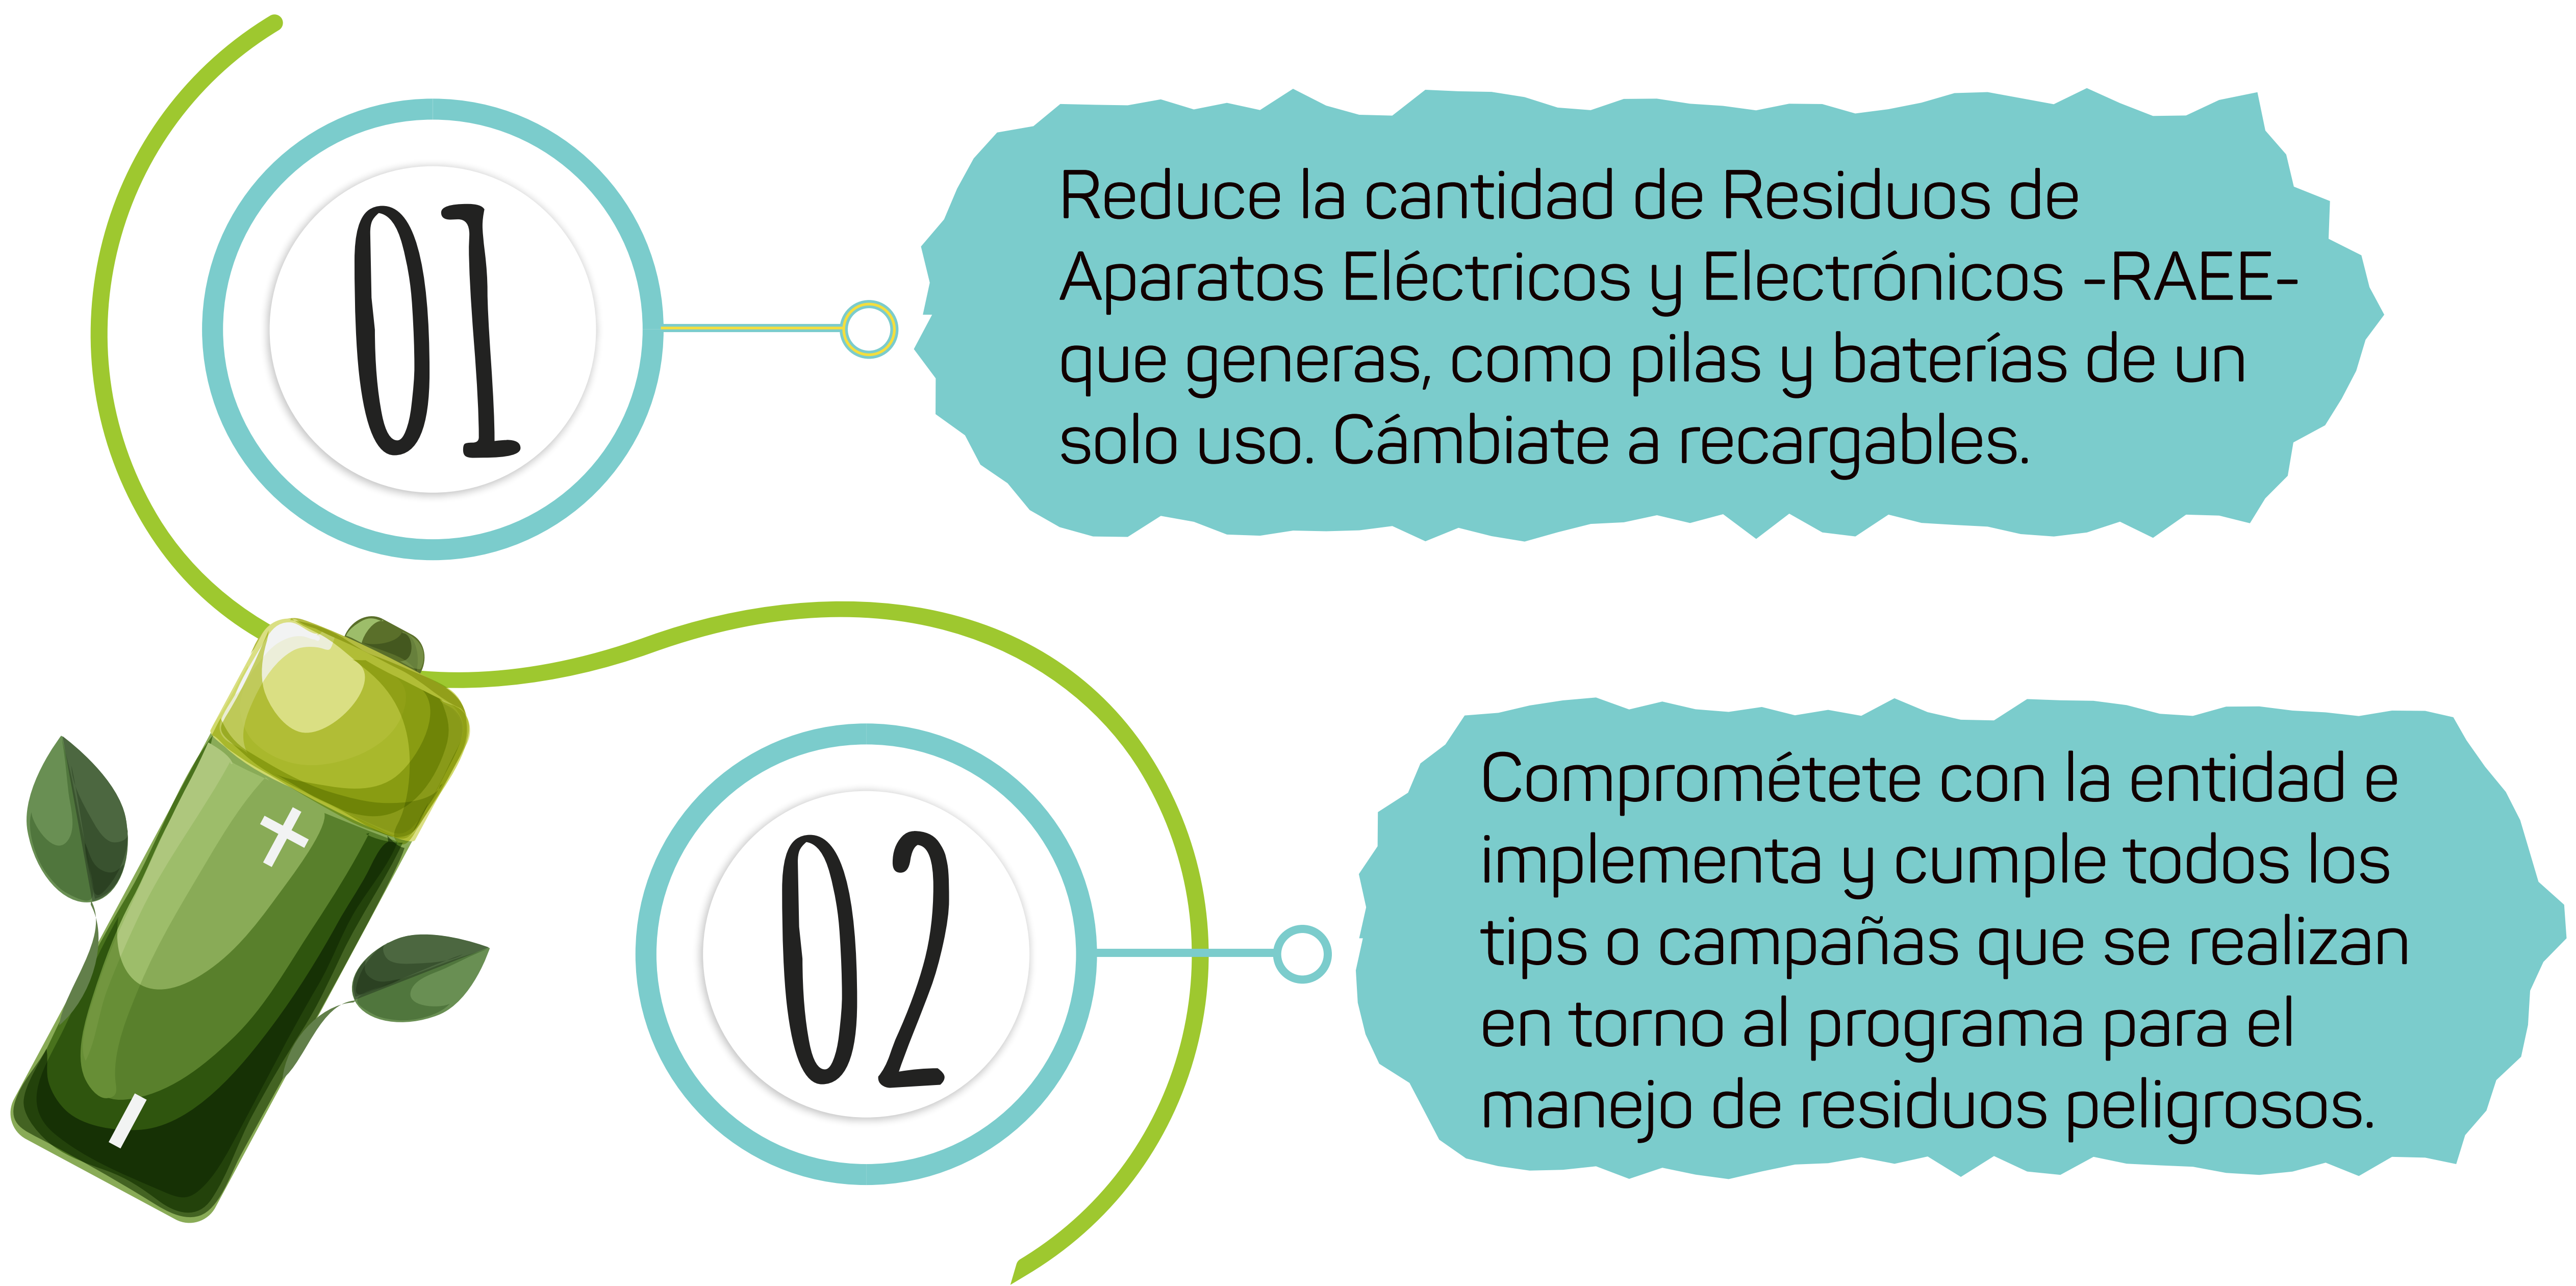 01
Reduce la cantidad de Residuos de
Aparatos Eléctricos y Electrónicos -RAEE-
que generas, como pilas y baterías de un
solo uso. Cámbiate a recargables.
02
Comprométete con la entidad e
implementa y cumple todos los
tips o campañas que se realizan
en torno al programa para el
manejo de residuos peligrosos.